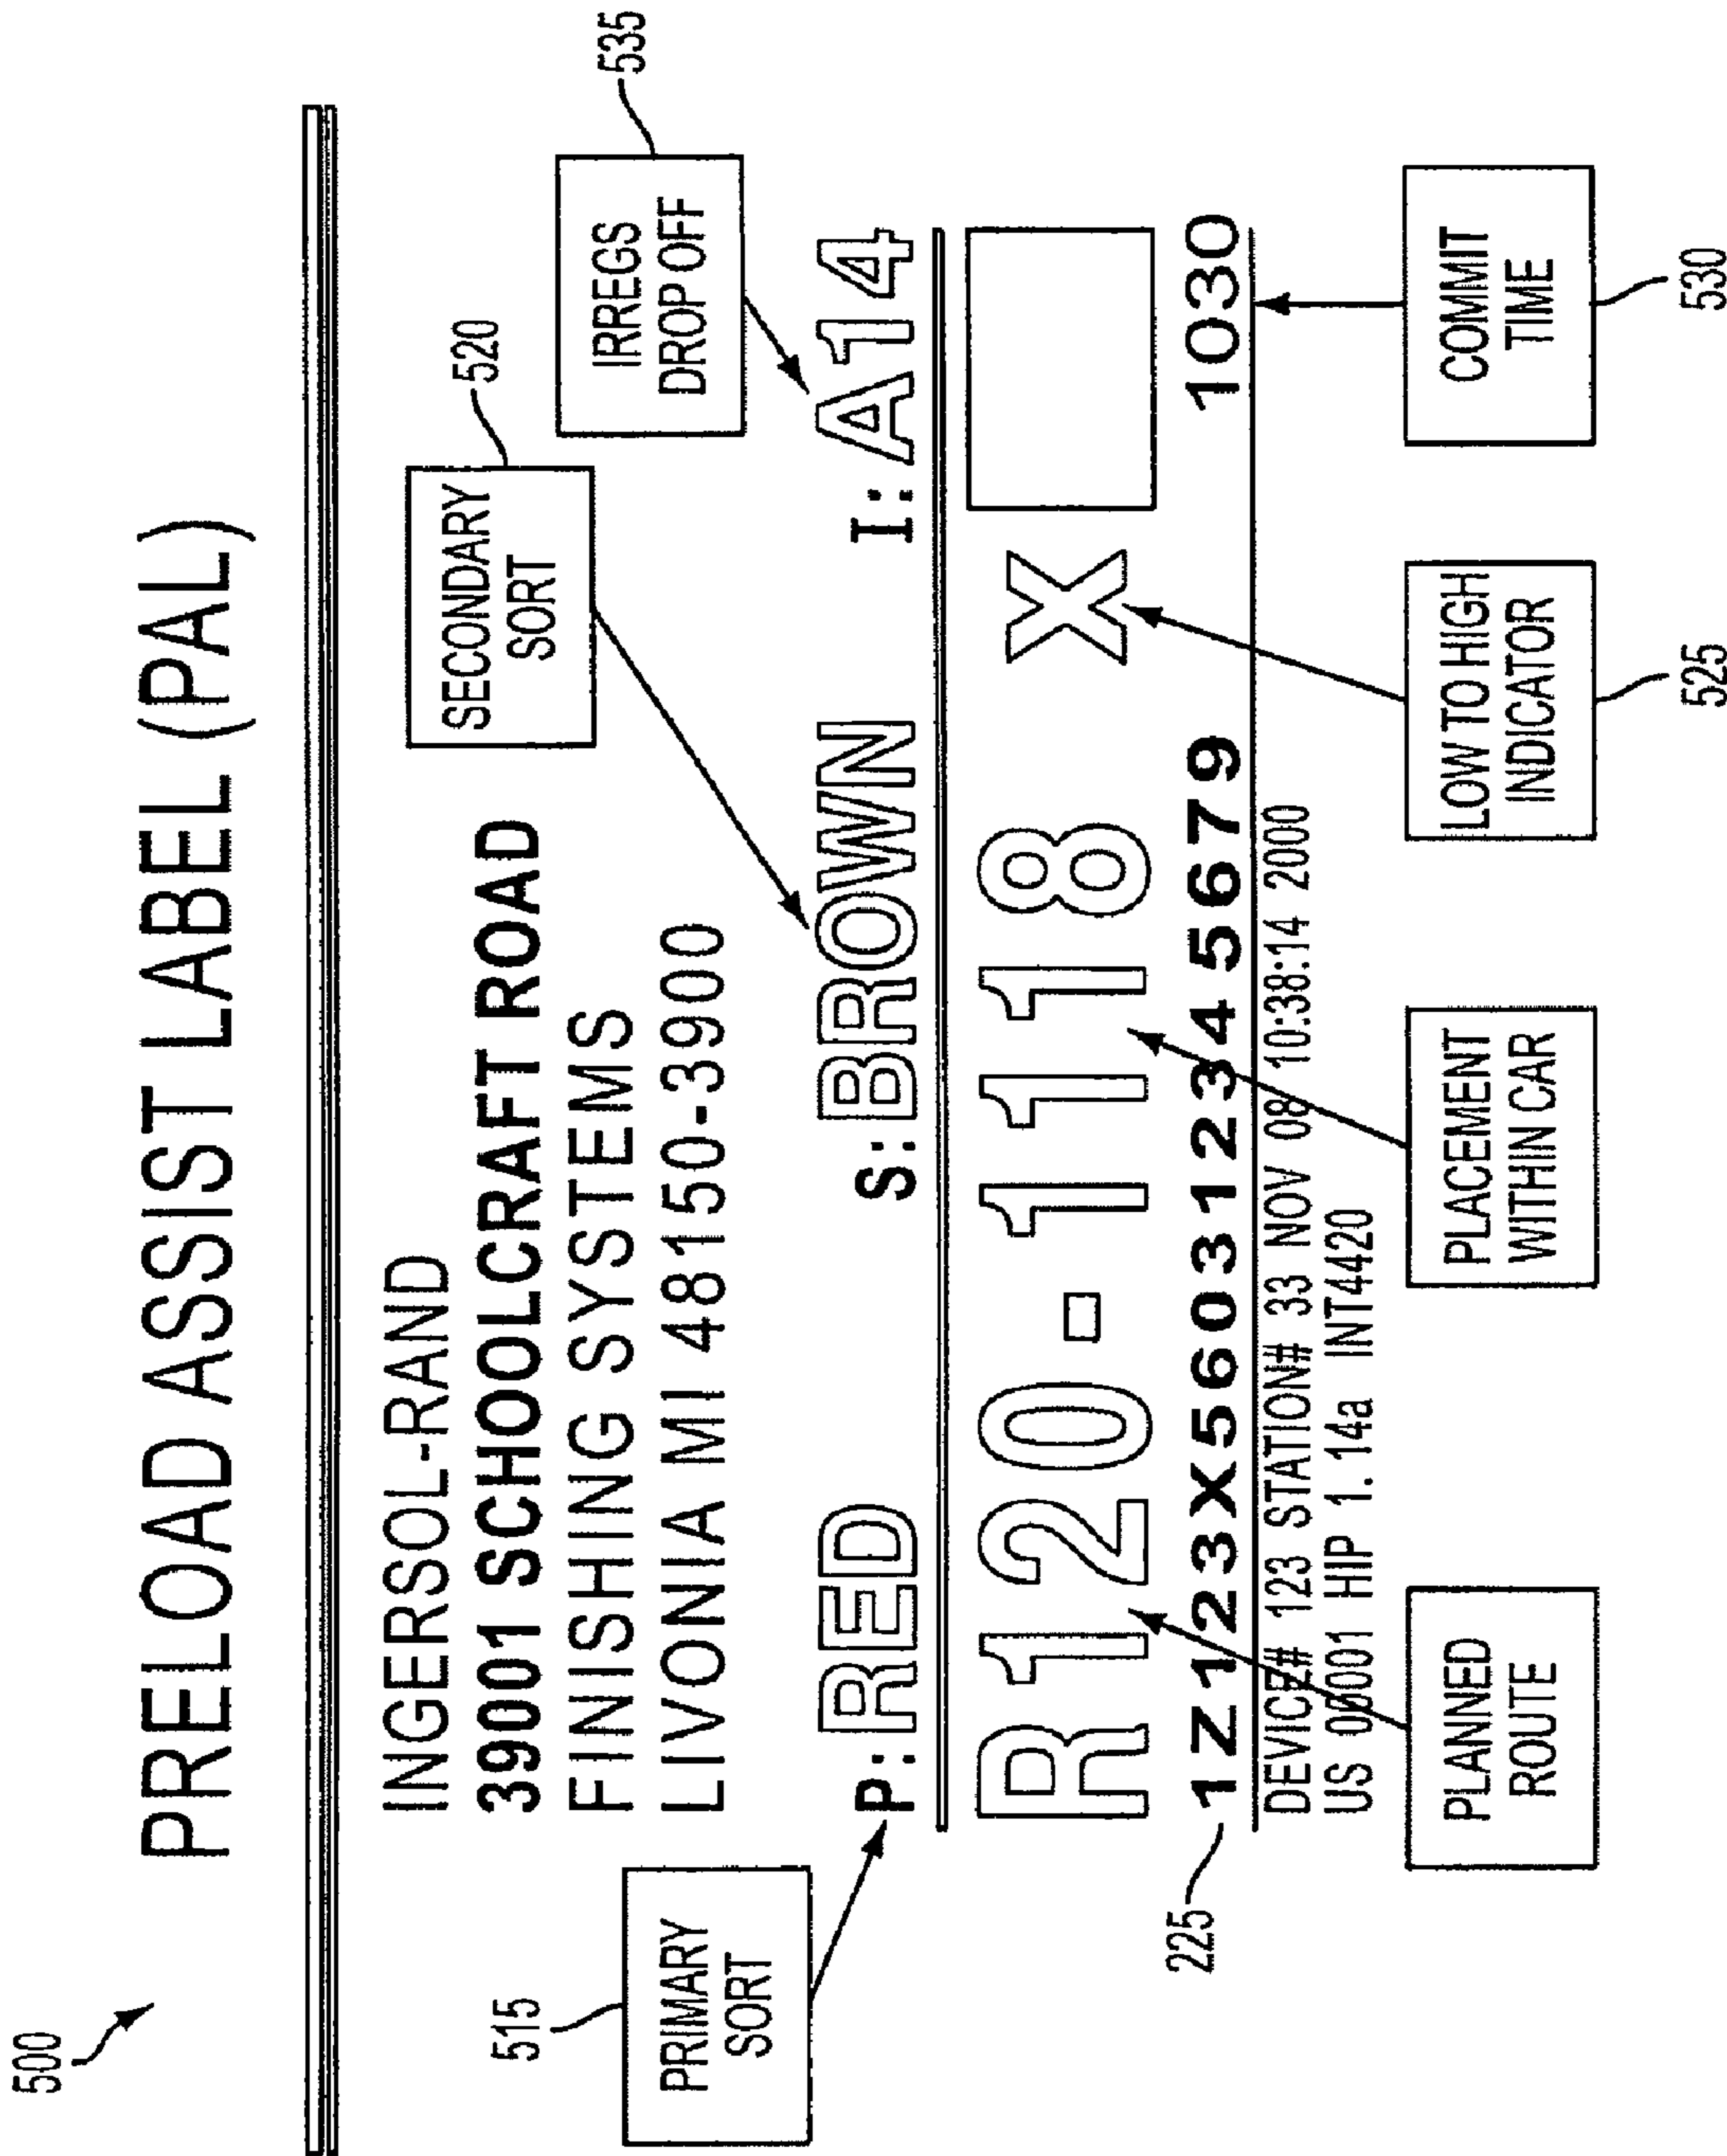 500
PRELOAD ASSIST LABEL (PAL)
INGERSOL-RAND
39001 SCHOOLCRAFT ROAD
FINISHING SYSTEMS
LIVONIA MI 48150-3900
520
SECONDARY
SORT
535
IRREGS
DROP OFF
515
PRIMARY
SORT
P:RED S:BROWN I:A14
R120-1118 X
225
1Z123X56031234 5679 1030
DEVICE# 123 STATION# 33 NOV 08 10:38:14 2000
US 00001 HIP 1.14a INT4420
PLANNED
ROUTE
PLACEMENT
WITHIN CAR
LOW TO HIGH
INDICATOR
525
COMMIT
TIME
530